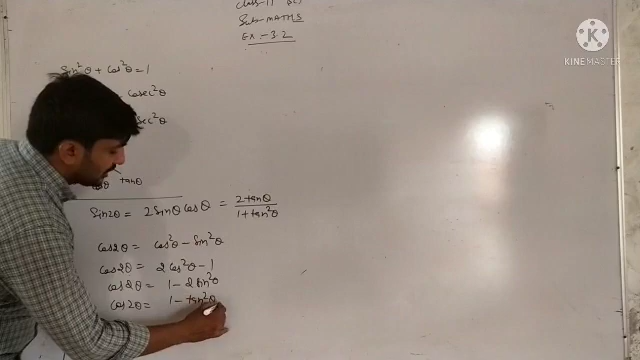 Class-11
Sub-MATHS
EX-3.2
KINEMASTER
Sin²θ + Cos²θ = 1
cosec²θ
sec²θ
tanθ
Sin2θ = 2Sinθ Cosθ = 2tanθ / 1+tan²θ
Cos2θ = Cos²θ - Sin²θ
Cos2θ = 2Cos²θ - 1
Cos2θ = 1 - 2Sin²θ
Cos2θ = 1 - tan²θ